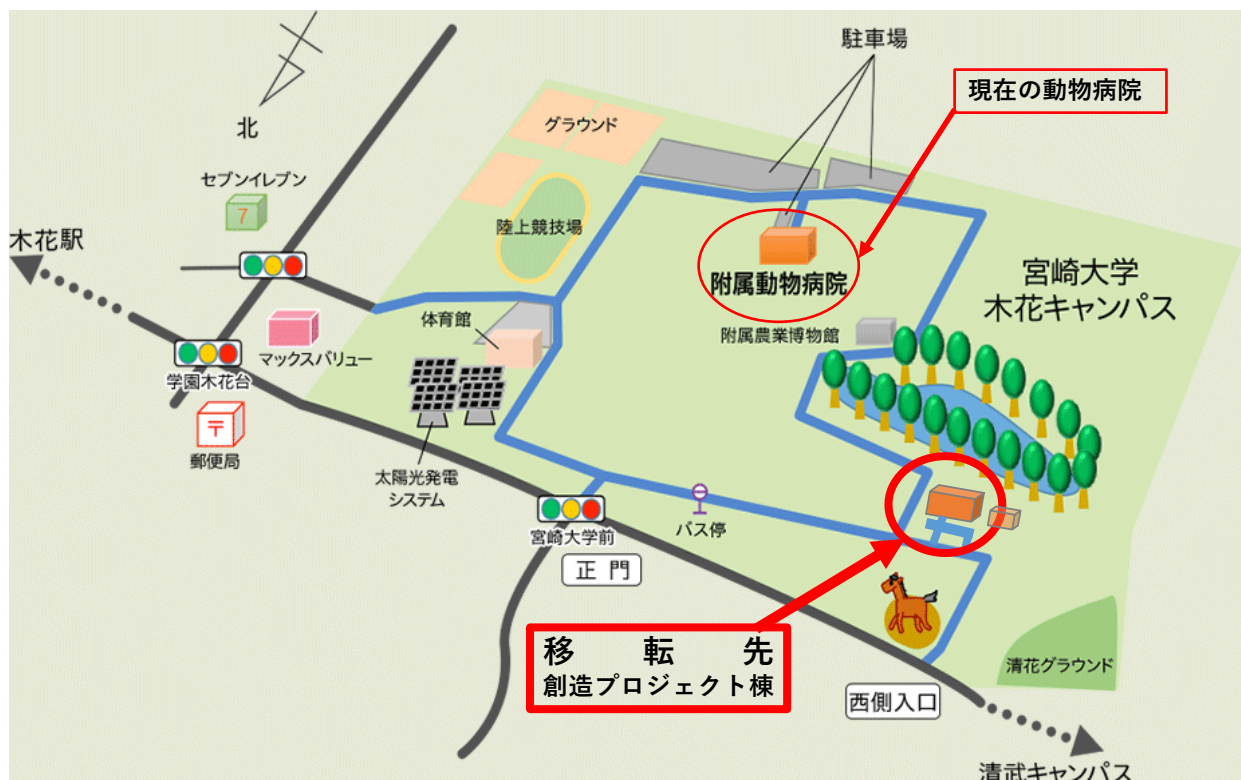 駐車場
現在の動物病院
北
グラウンド
セブンイレブン
7
陸上競技場
木花駅
附属動物病院
宮崎大学
木花キャンパス
体育館
附属農業博物館
マックスバリュー
学園木花台
〒
郵便局
太陽光発電
システム
バス停
宮崎大学前
正門
移転先
創造プロジェクト棟
清花グラウンド
西側入口
清武キャンパス